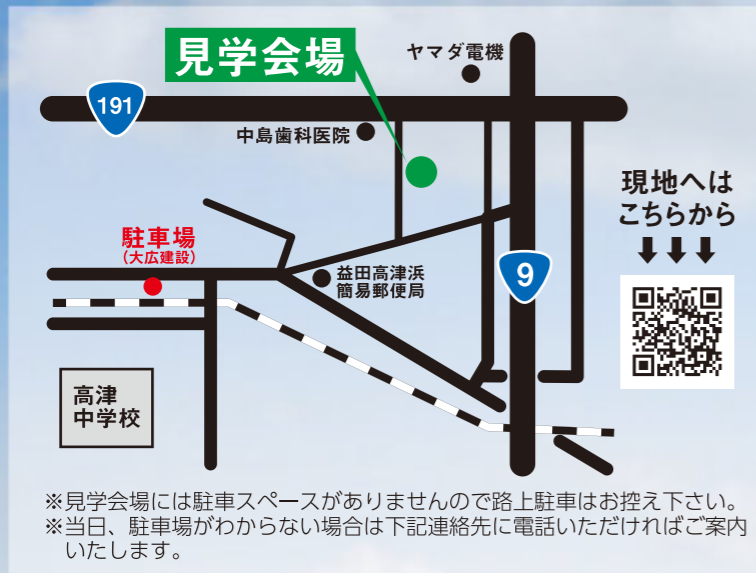 見学会場
ヤマダ電機
191
中島歯科医院
現地へは
こちらから
駐車場
(大広建設)
益田高津浜
簡易郵便局
9
高津
中学校
※見学会場には駐車スペースがありませんので路上駐車はお控え下さい。
※当日、駐車場がわからない場合は下記連絡先に電話いただければご案内
いたします。